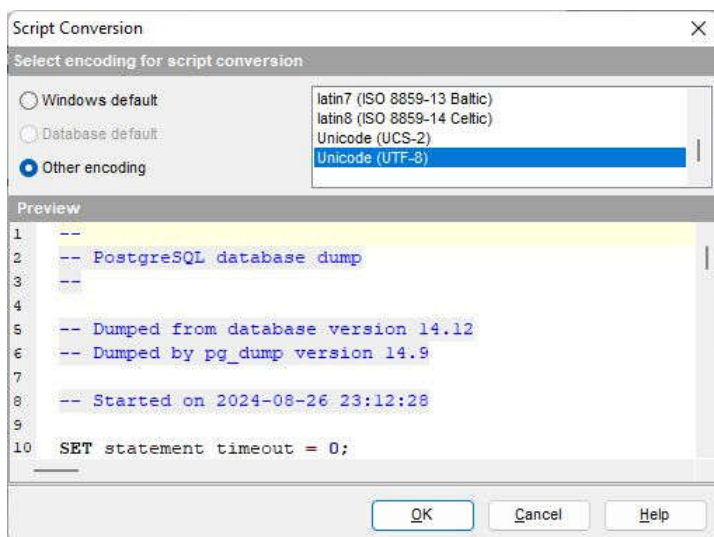 Script Conversion
Select encoding for script conversion
Windows default
Database default
Other encoding
latin7 (ISO 8859-13 Baltic)
latin8 (ISO 8859-14 Celtic)
Unicode (UCS-2)
Unicode (UTF-8)
Preview
1 --
2 -- PostgreSQL database dump
3 --
4
5 -- Dumped from database version 14.12
6 -- Dumped by pg_dump version 14.9
7
8 -- Started on 2024-08-26 23:12:28
9
10 SET statement_timeout = 0;
OK Cancel Help